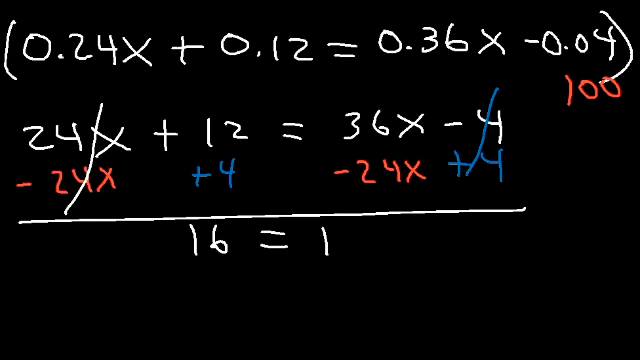 (0.24x + 0.12 = 0.36x - 0.04)
100
24x + 12 = 36x - 4
- 24x + 4 - 24x + 4
16 = 1